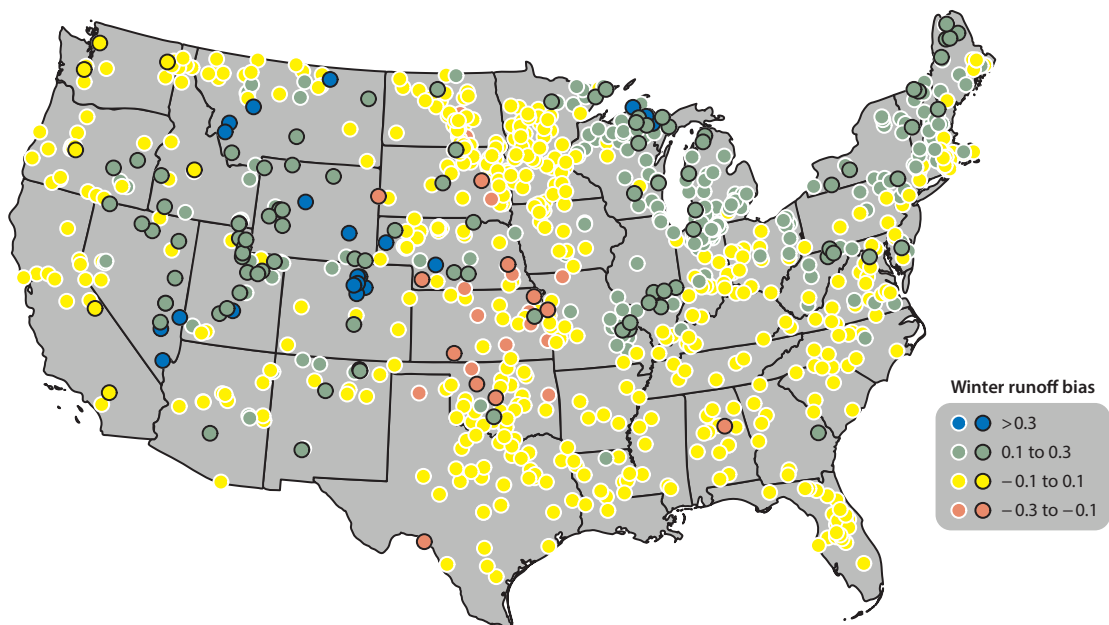 Winter runoff bias
>0.3
0.1 to 0.3
−0.1 to 0.1
−0.3 to −0.1